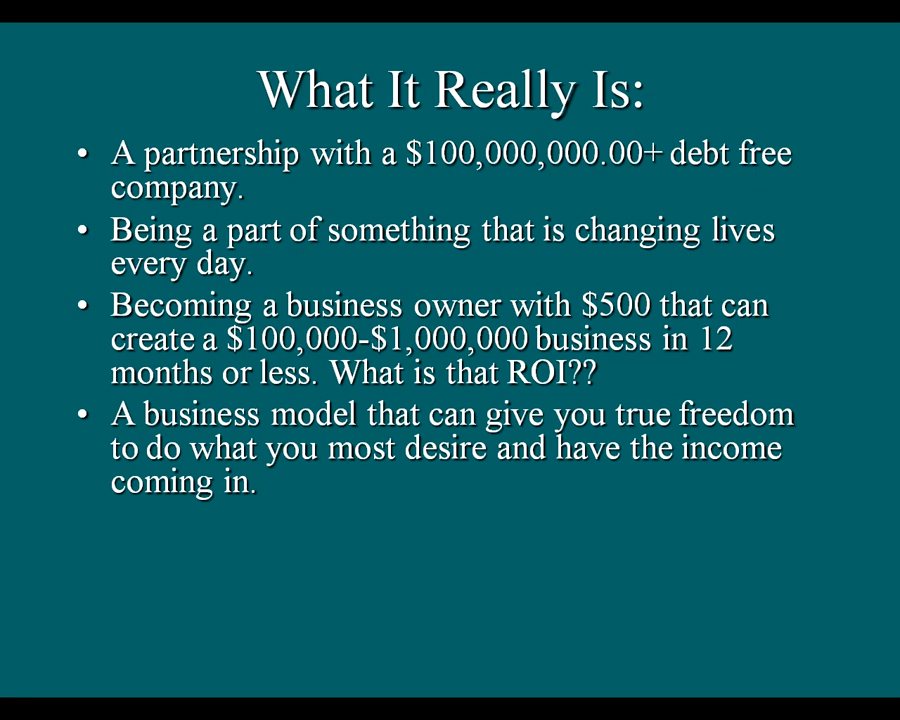 What It Really Is:
• A partnership with a $100,000,000.00+ debt free
company.
• Being a part of something that is changing lives
every day.
• Becoming a business owner with $500 that can
create a $100,000-$1,000,000 business in 12
months or less. What is that ROI??
• A business model that can give you true freedom
to do what you most desire and have the income
coming in.